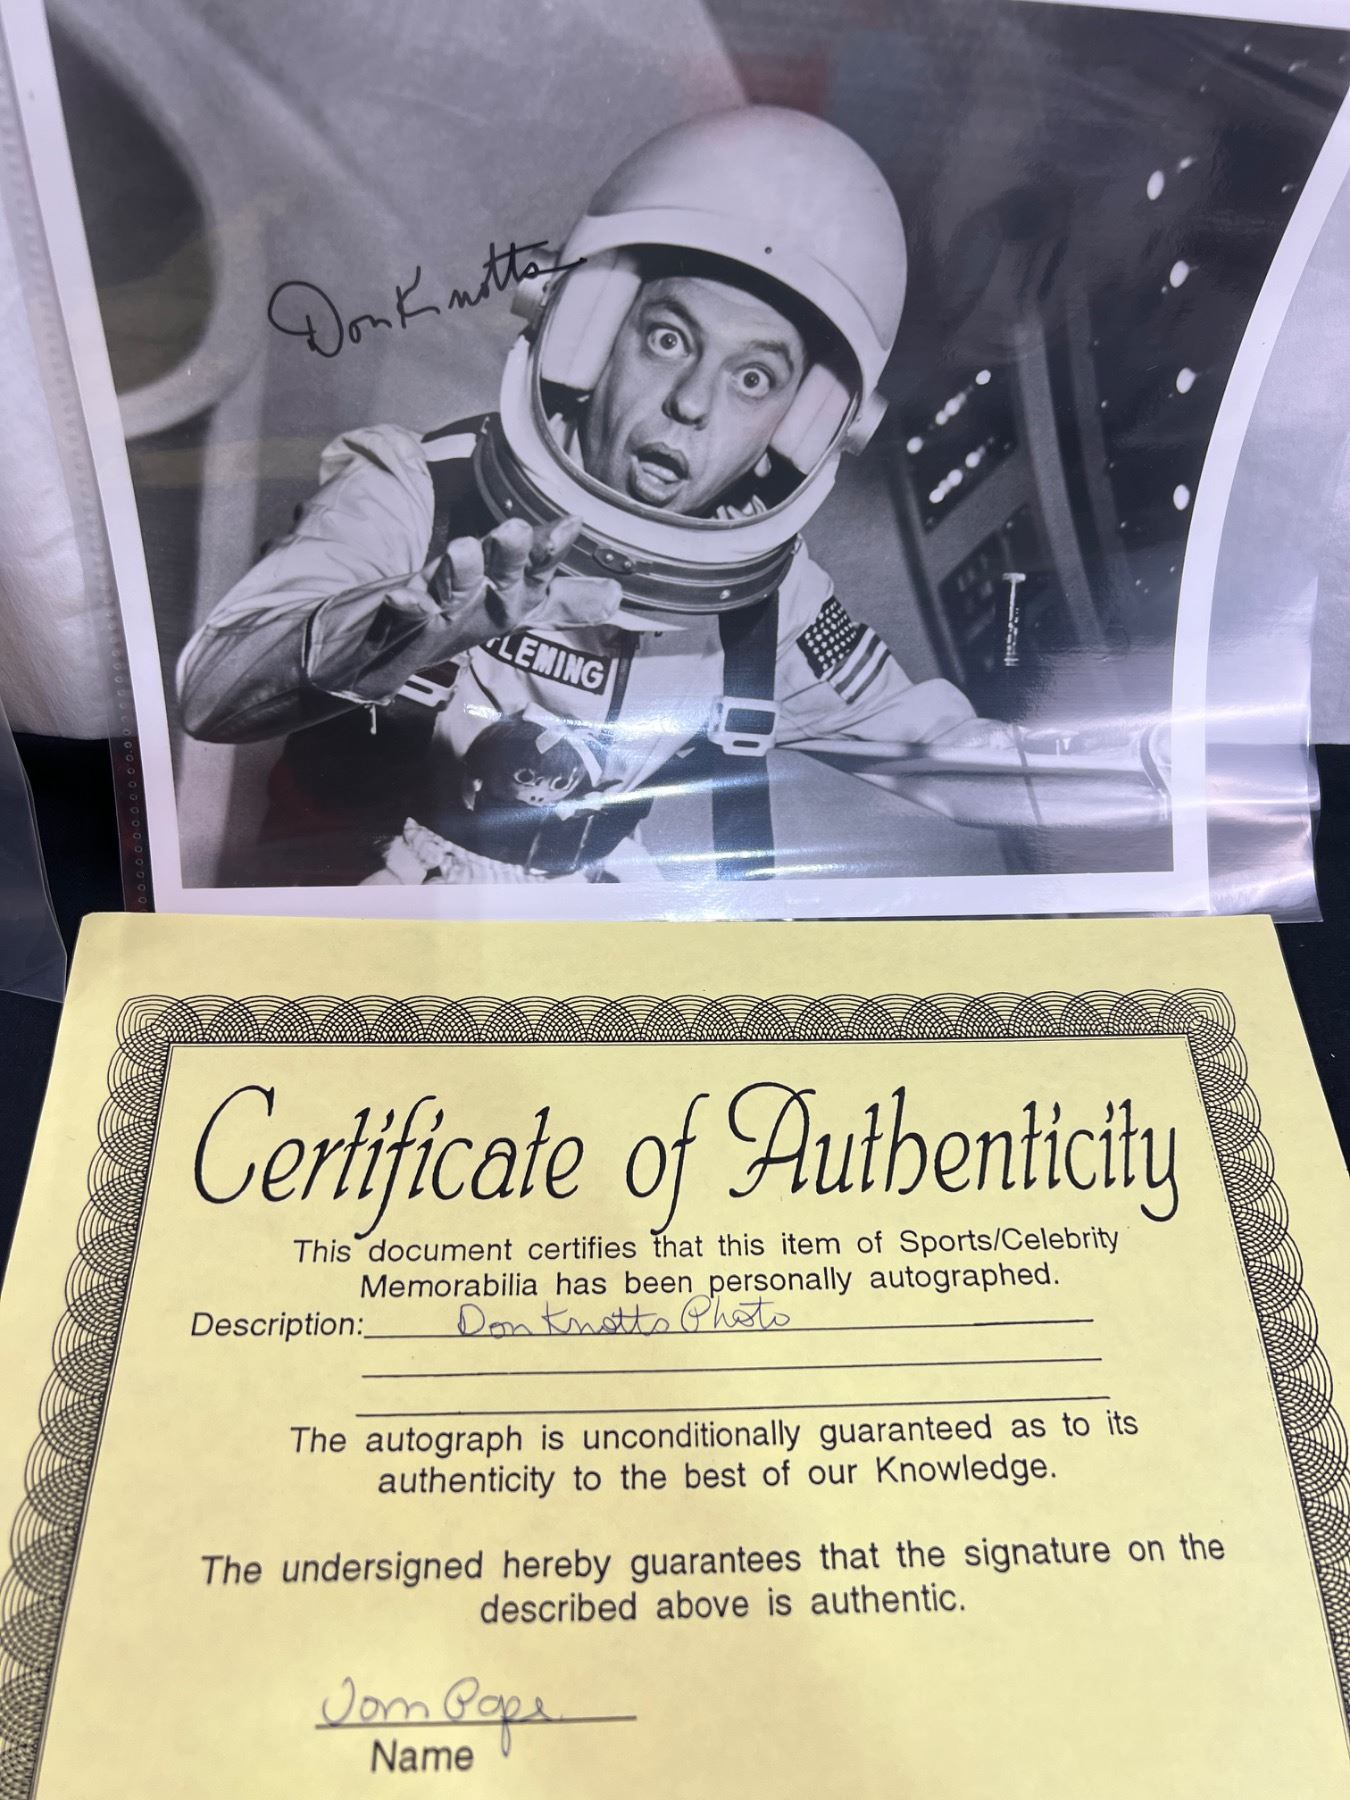 Don Knotts
FLEMING
Certificate of Authenticity
This document certifies that this item of Sports/Celebrity
Memorabilia has been personally autographed.
Description: Don Knotts Photo
The autograph is unconditionally guaranteed as to its
authenticity to the best of our Knowledge.
The undersigned hereby guarantees that the signature on the
described above is authentic.
Tom Pope
Name